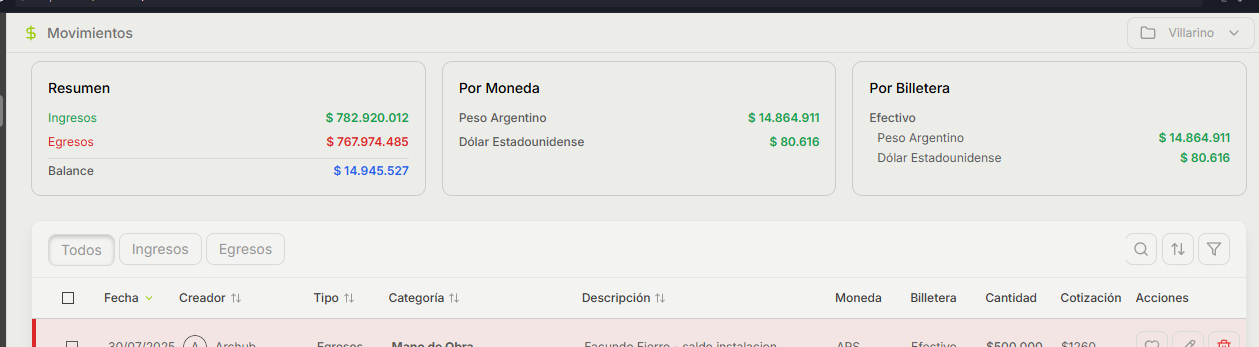 Movimientos
Villarino
Resumen
Ingresos $ 782.920.012
Egresos $ 767.974.485
Balance $ 14.945.527
Por Moneda
Peso Argentino $ 14.864.911
Dólar Estadounidense $ 80.616
Por Billetera
Efectivo
Peso Argentino $ 14.864.911
Dólar Estadounidense $ 80.616
Todos Ingresos Egresos
Fecha Creador Tipo Categoría Descripción Moneda Billetera Cantidad Cotización Acciones
30/07/2025 A Archub Egresos Mano de Obra Facundo Fierro - saldo instalacion ARS Efectivo $500.000 $1260